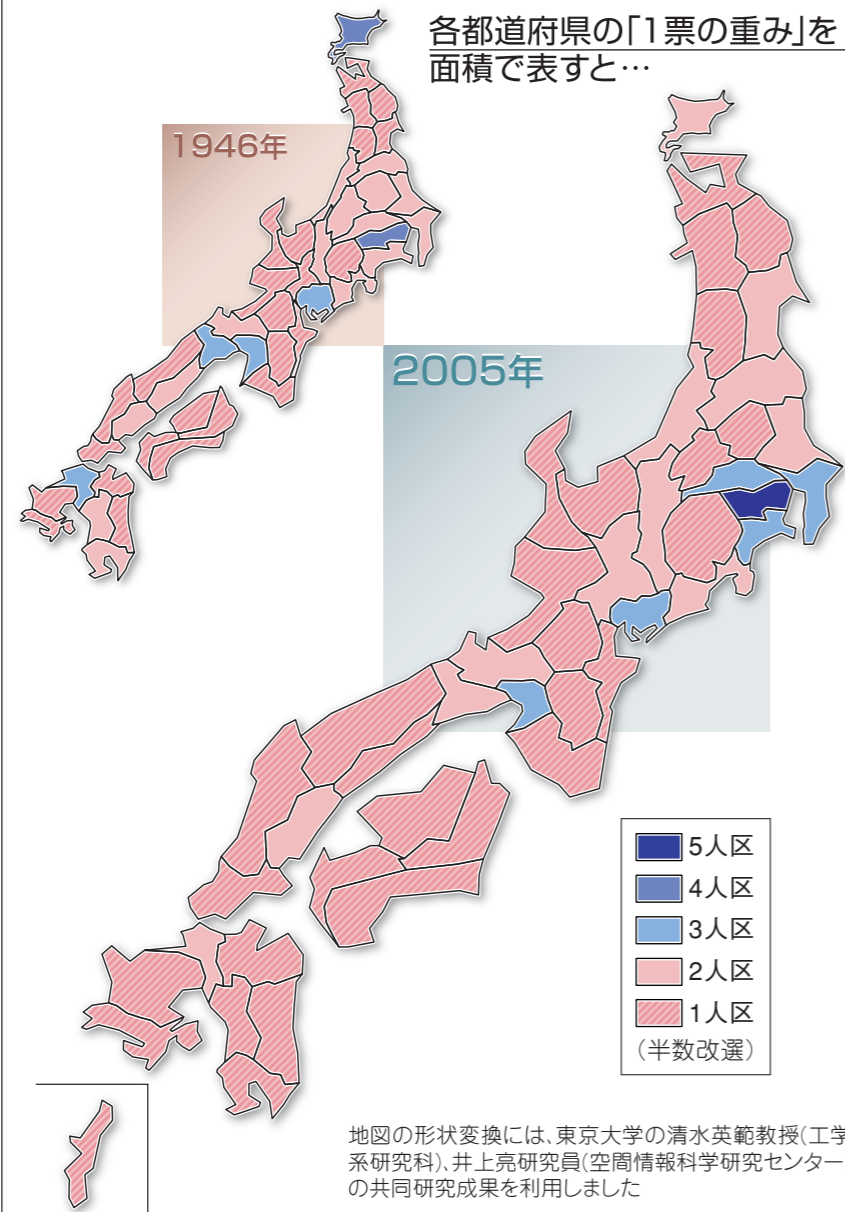 各都道府県の「1票の重み」を
面積で表すと…
1946年
2005年
5人区
4人区
3人区
2人区
1人区
(半数改選)
地図の形状変換には、東京大学の清水英範教授(工学
系研究科)、井上亮研究員(空間情報科学研究センター
の共同研究成果を利用しました